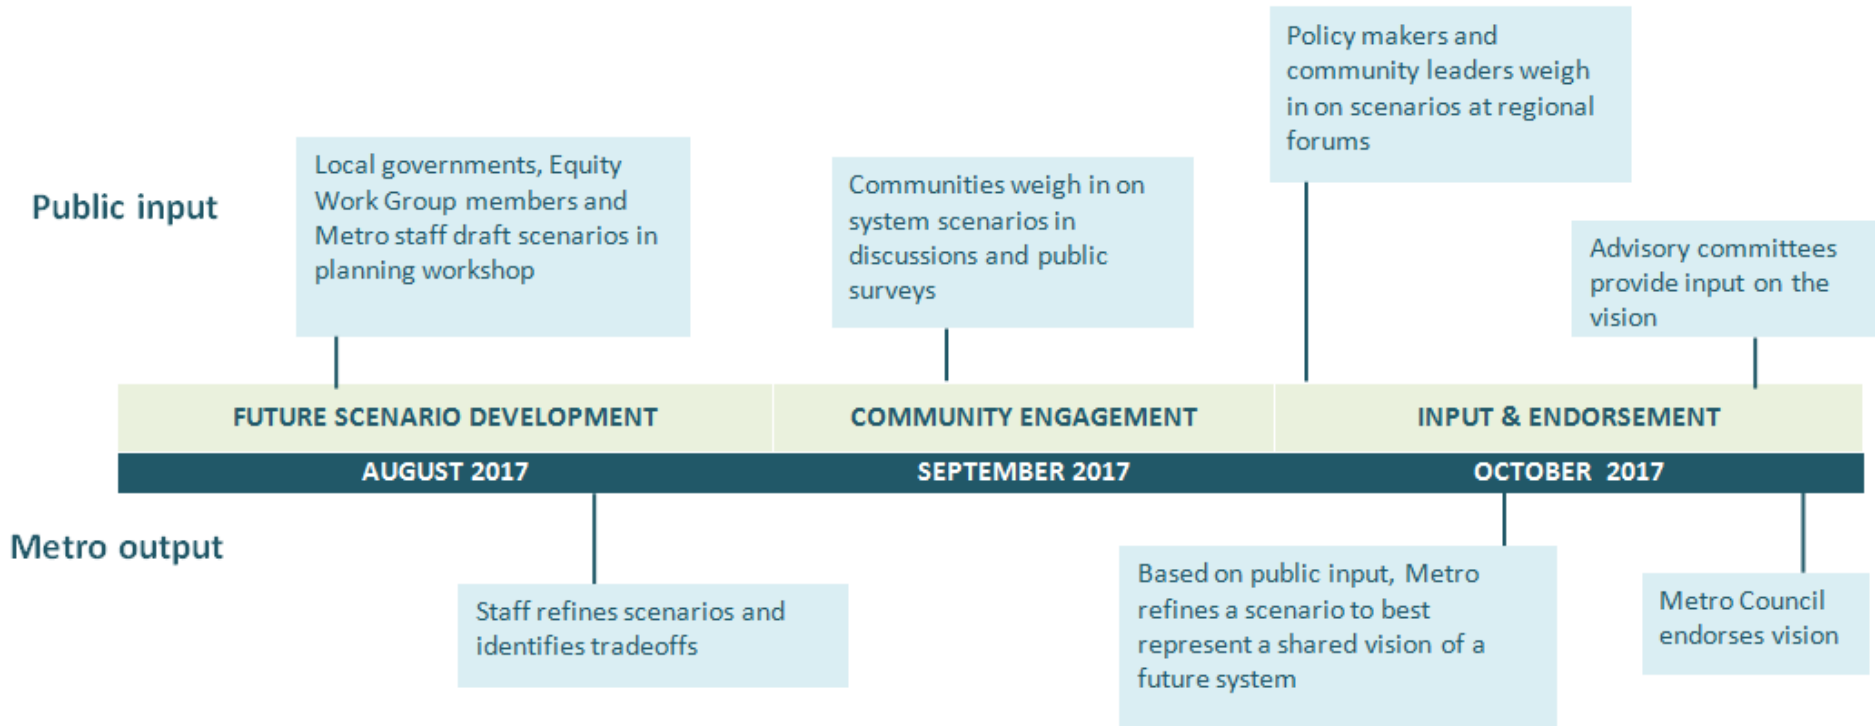 Policy makers and
community leaders weigh
in on scenarios at regional
forums
Local governments, Equity
Work Group members and
Metro staff draft scenarios in
planning workshop
Communities weigh in on
system scenarios in
discussions and public
surveys
Public input
Advisory committees
provide input on the
vision
FUTURE SCENARIO DEVELOPMENT
COMMUNITY ENGAGEMENT
INPUT & ENDORSEMENT
AUGUST 2017
SEPTEMBER 2017
OCTOBER 2017
Metro output
Staff refines scenarios and
identifies tradeoffs
Based on public input, Metro
refines a scenario to best
represent a shared vision of a
future system
Metro Council
endorses vision